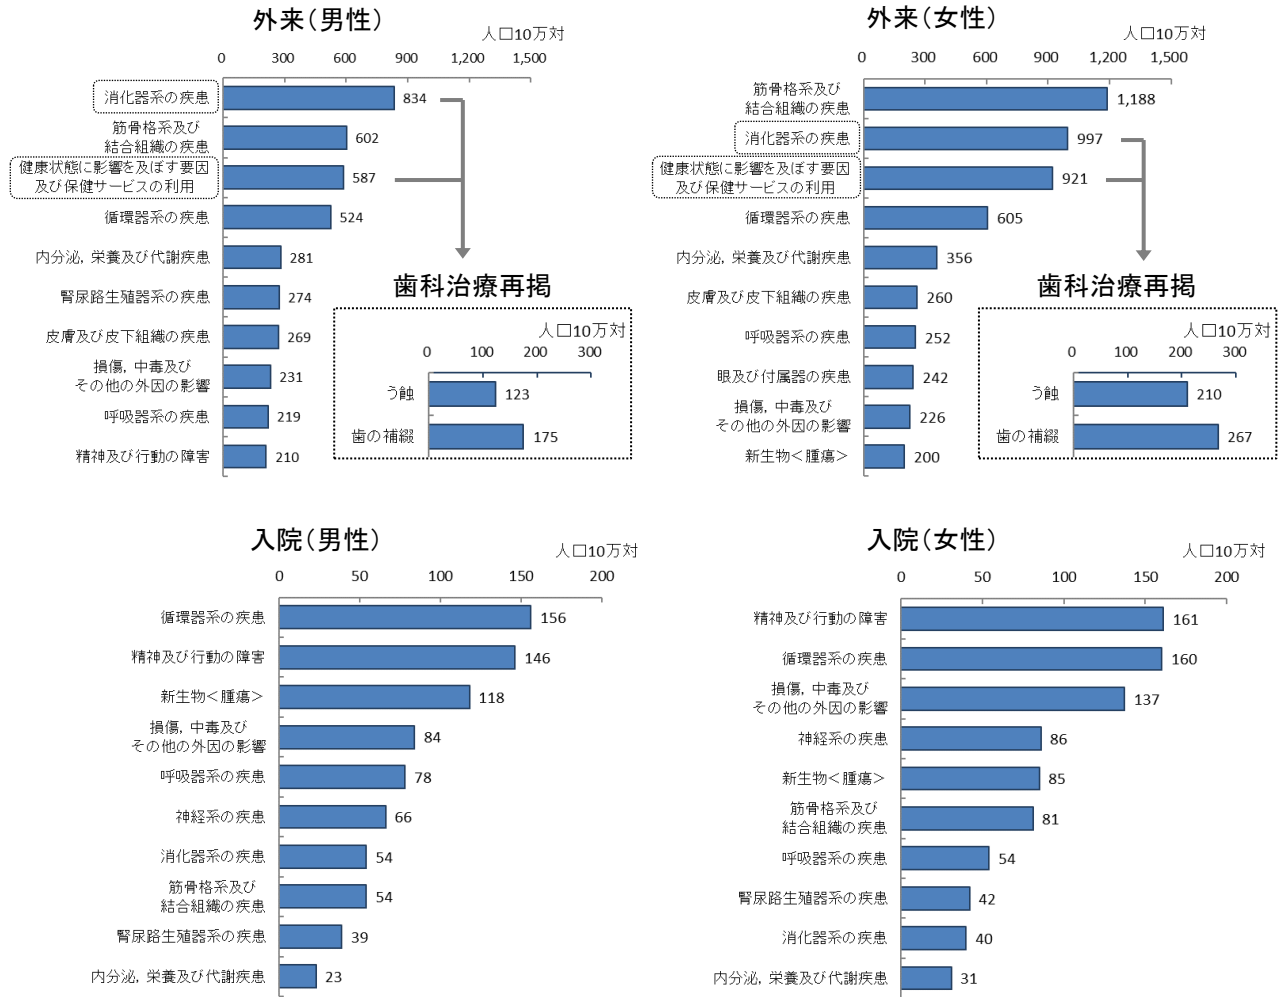 外来（男性）
人口10万対
0 300 600 900 1,200 1,500
消化器系の疾患 834
筋骨格系及び
結合組織の疾患 602
健康状態に影響を及ぼす要因
及び保健サービスの利用 587
循環器系の疾患 524
内分泌，栄養及び代謝疾患 281
腎尿路生殖器系の疾患 274
皮膚及び皮下組織の疾患 269
損傷，中毒及び
その他の外因の影響 231
呼吸器系の疾患 219
精神及び行動の障害 210
歯科治療再掲
人口10万対
0 100 200 300
う蝕 123
歯の補綴 175
外来（女性）
人口10万対
0 300 600 900 1,200 1,500
筋骨格系及び
結合組織の疾患 1,188
消化器系の疾患 997
健康状態に影響を及ぼす要因
及び保健サービスの利用 921
循環器系の疾患 605
内分泌，栄養及び代謝疾患 356
皮膚及び皮下組織の疾患 260
呼吸器系の疾患 252
眼及び付属器の疾患 242
損傷，中毒及び
その他の外因の影響 226
新生物＜腫瘍＞ 200
歯科治療再掲
人口10万対
0 100 200 300
う蝕 210
歯の補綴 267
入院（男性）
人口10万対
0 50 100 150 200
循環器系の疾患 156
精神及び行動の障害 146
新生物＜腫瘍＞ 118
損傷，中毒及び
その他の外因の影響 84
呼吸器系の疾患 78
神経系の疾患 66
消化器系の疾患 54
筋骨格系及び
結合組織の疾患 54
腎尿路生殖器系の疾患 39
内分泌，栄養及び代謝疾患 23
入院（女性）
人口10万対
0 50 100 150 200
精神及び行動の障害 161
循環器系の疾患 160
損傷，中毒及び
その他の外因の影響 137
神経系の疾患 86
新生物＜腫瘍＞ 85
筋骨格系及び
結合組織の疾患 81
呼吸器系の疾患 54
腎尿路生殖器系の疾患 42
消化器系の疾患 40
内分泌，栄養及び代謝疾患 31